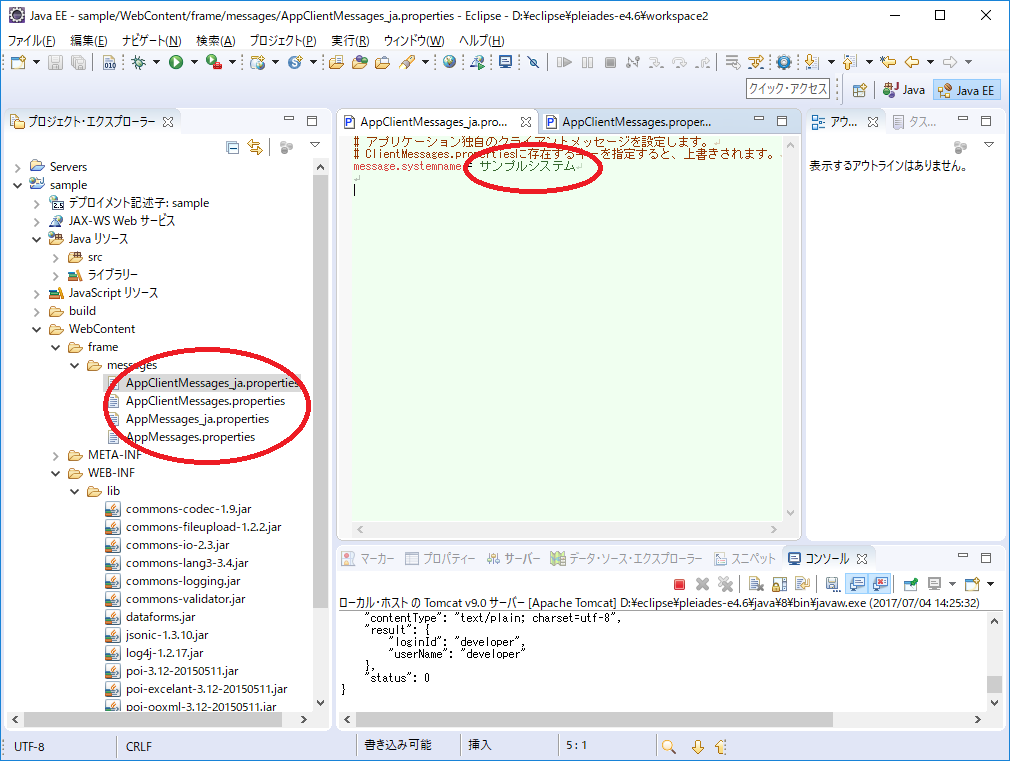 Java EE - sample/WebContent/frame/messages/AppClientMessages_ja.properties - Eclipse - D:¥eclipse¥pleiades-e4.6¥workspace2
ファイル(F) 編集(E) ナビゲート(N) 検索(A) プロジェクト(P) 実行(R) ウィンドウ(W) ヘルプ(H)
クイック・アクセス Java Java EE
プロジェクト・エクスプローラー
Servers
sample
デプロイメント記述子: sample
JAX-WS Web サービス
Java リソース
src
ライブラリー
JavaScript リソース
build
WebContent
frame
messages
AppClientMessages_ja.properties
AppClientMessages.properties
AppMessages_ja.properties
AppMessages.properties
META-INF
WEB-INF
lib
commons-codec-1.9.jar
commons-fileupload-1.2.2.jar
commons-io-2.3.jar
commons-lang3-3.4.jar
commons-logging.jar
commons-validator.jar
dataforms.jar
jsonic-1.3.10.jar
log4j-1.2.17.jar
poi-3.12-20150511.jar
poi-excelant-3.12-20150511.jar
poi-ooxml-3.12-20150511.jar
AppClientMessages_ja.pro... AppClientMessages.proper...
# アプリケーション独自のクライアントメッセージを設定します。
# ClientMessages.propertiesに存在するキーを指定すると、上書きされます。
message.systemname = サンプルシステム
アウ... タス...
表示するアウトラインはありません。
マーカー プロパティー サーバー データ・ソース・エクスプローラー スニペット コンソール
ローカル・ホスト の Tomcat v9.0 サーバー [Apache Tomcat] D:¥eclipse¥pleiades-e4.6¥java¥8¥bin¥javaw.exe (2017/07/04 14:25:32)
"contentType": "text/plain; charset=utf-8",
"result": {
"loginId": "developer",
"userName": "developer"
},
"status": 0
}
UTF-8 CRLF 書き込み可能 挿入 5 : 1